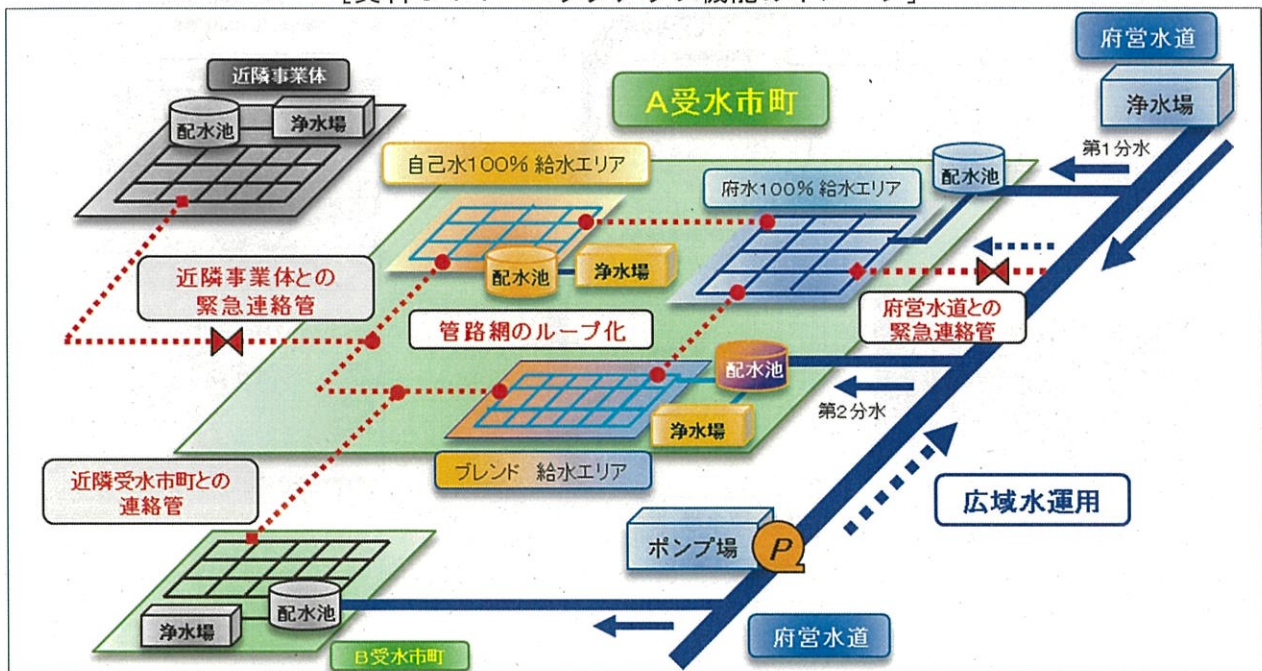 府営水道
浄水場
近隣事業体
配水池
浄水場
A受水市町
第1分水
自己水100% 給水エリア
府水100% 給水エリア
配水池
配水池
浄水場
近隣事業体との
緊急連絡管
管路網のループ化
府営水道との
緊急連絡管
配水池
第2分水
浄水場
ブレンド 給水エリア
近隣受水市町との
連絡管
広域水運用
ポンプ場
P
配水池
浄水場
B受水市町
府営水道